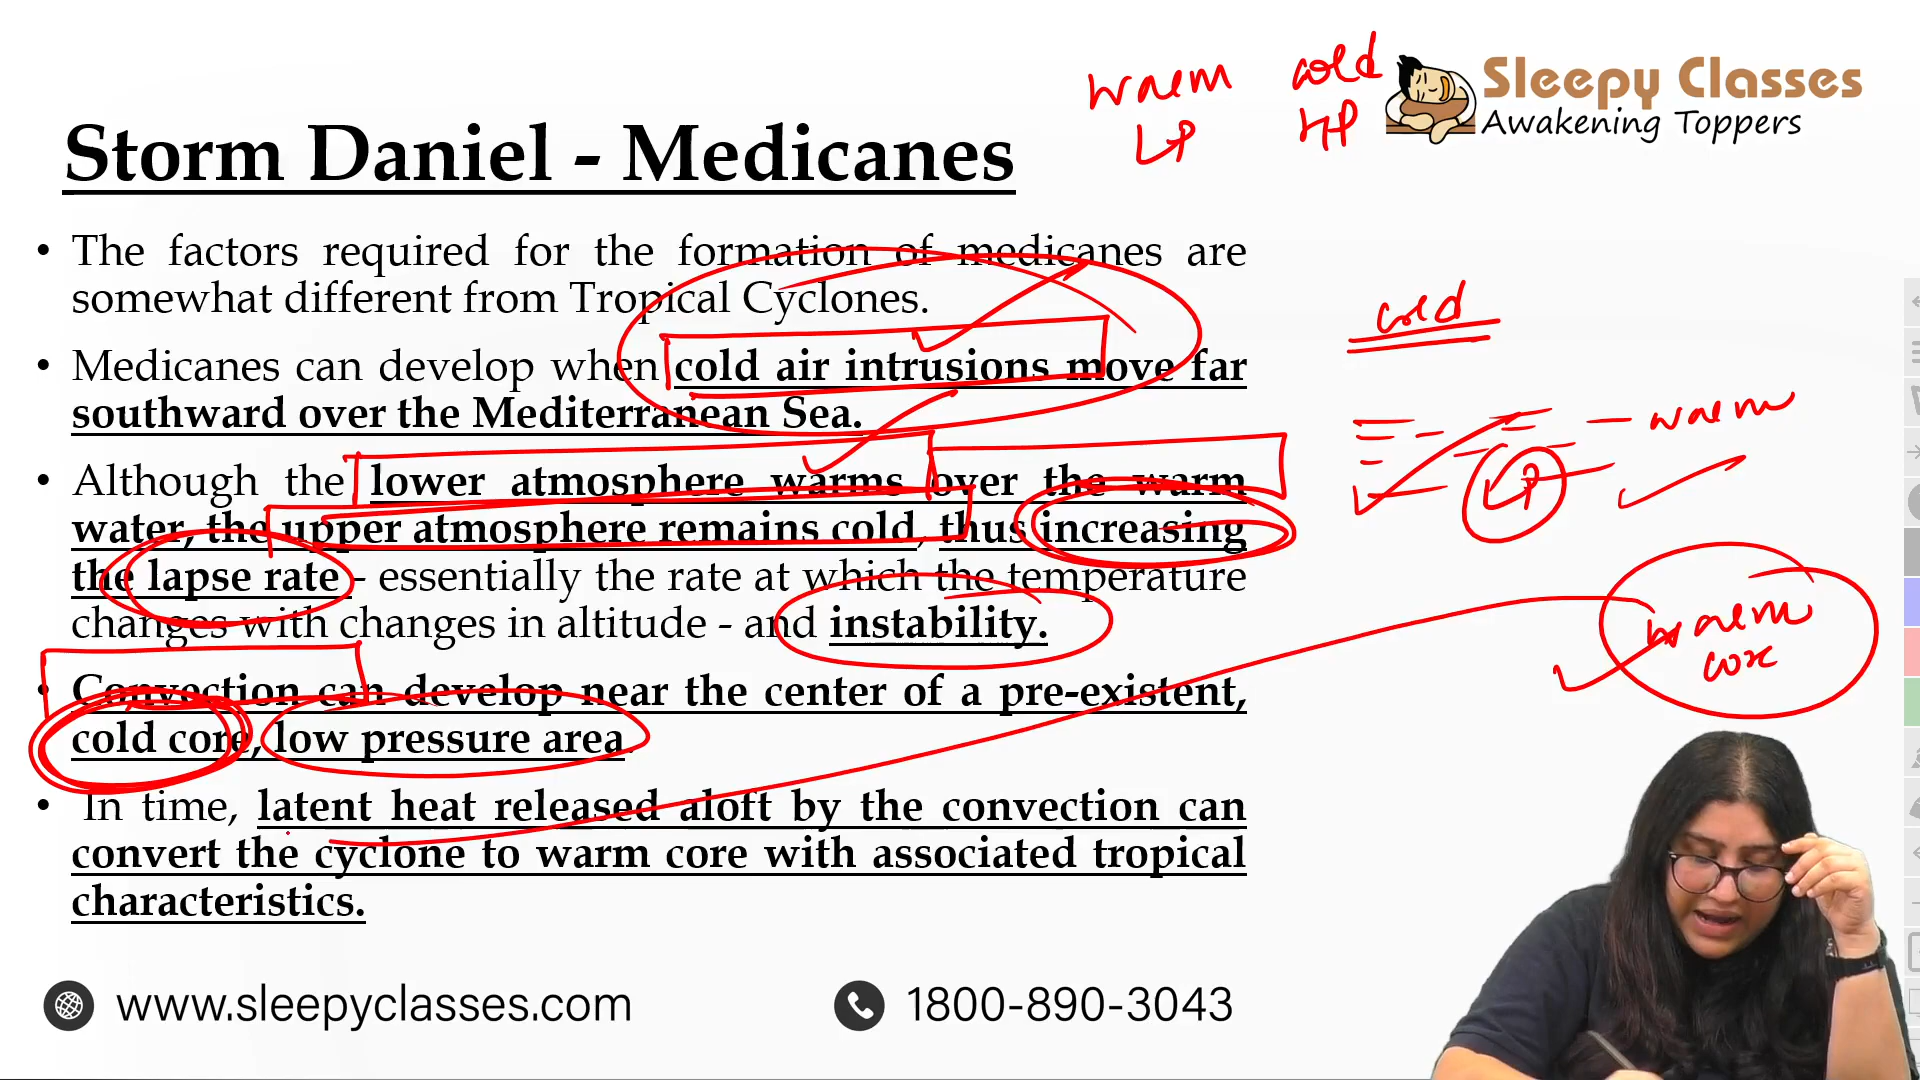 warm cold
LP HP
Sleepy Classes
Awakening Toppers
Storm Daniel - Medicanes
• The factors required for the formation of medicanes are
somewhat different from Tropical Cyclones.
• Medicanes can develop when cold air intrusions move far
southward over the Mediterranean Sea.
• Although the lower atmosphere warms over the warm
water, the upper atmosphere remains cold, thus increasing
the lapse rate - essentially the rate at which the temperature
changes with changes in altitude - and instability.
• Convection can develop near the center of a pre-existent,
cold core, low pressure area.
• In time, latent heat released aloft by the convection can
convert the cyclone to warm core with associated tropical
characteristics.
cold
warm
LP
warm
core
www.sleepyclasses.com
1800-890-3043